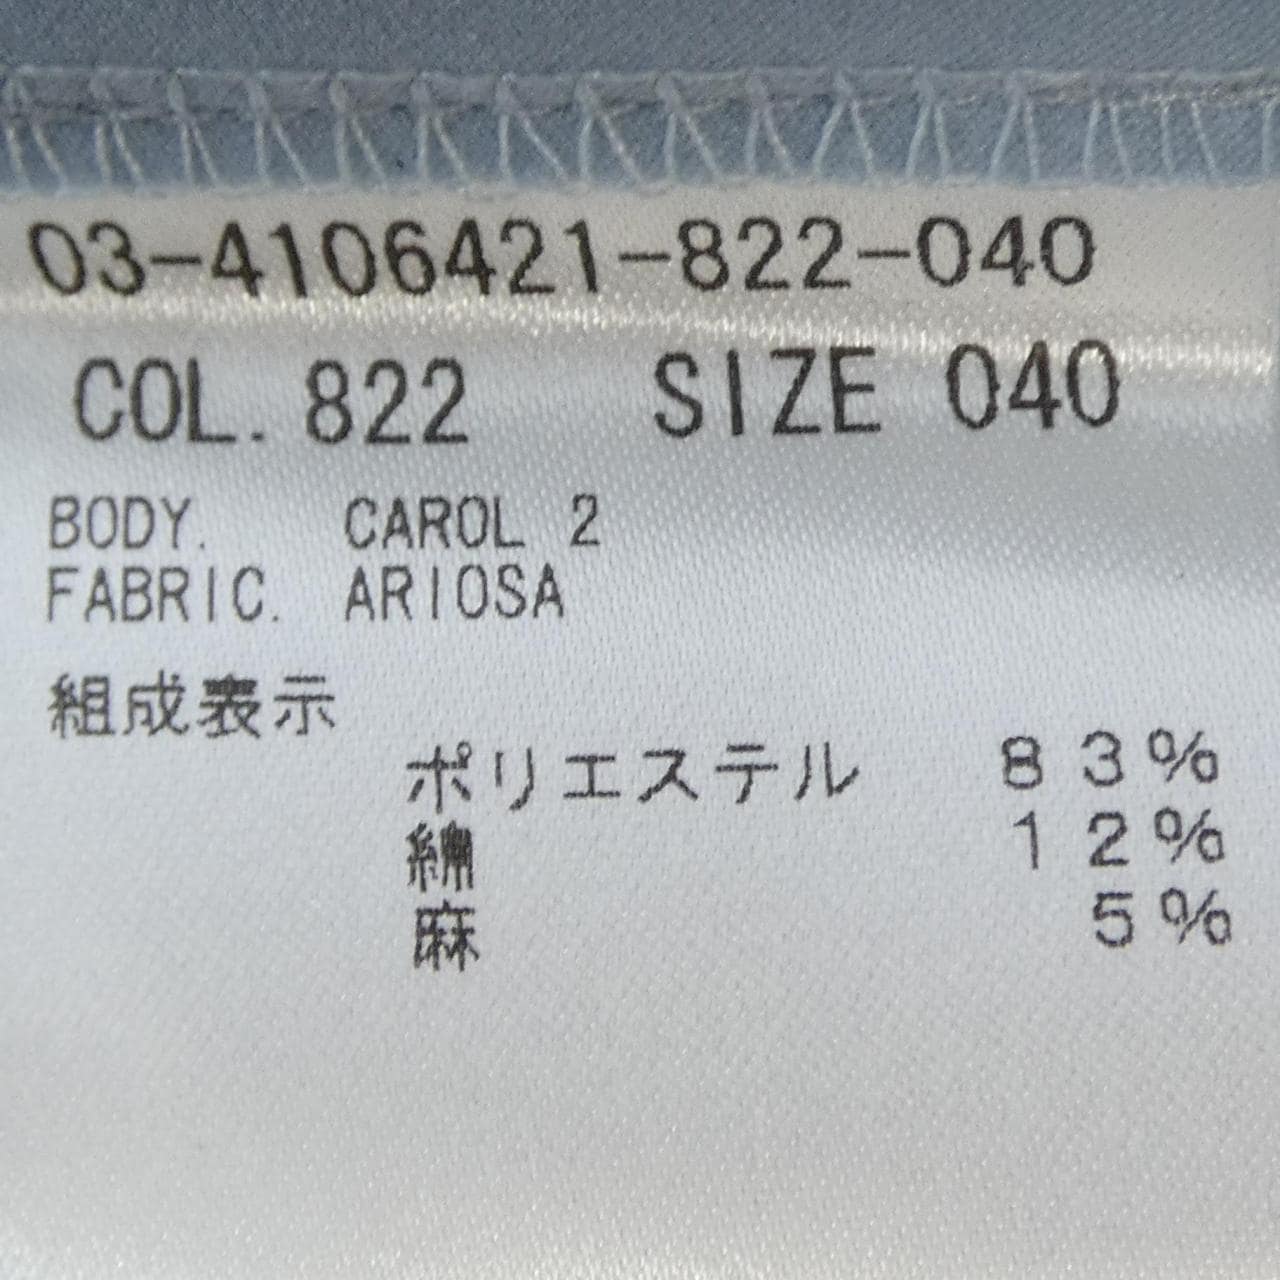 03-4106421-822-040
COL. 822 SIZE 040
BODY. CAROL 2
FABRIC. ARIOSA
組成表示
ポリエステル 83%
綿 12%
麻 5%